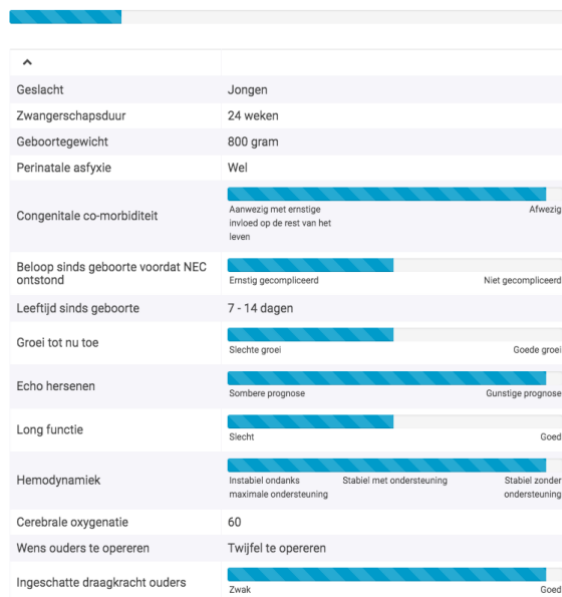 Geslacht Jongen
Zwangerschapsduur 24 weken
Geboortegewicht 800 gram
Perinatale asfyxie Wel
Congenitale co-morbiditeit
Aanwezig met ernstige Afwezig
invloed op de rest van het
leven
Beloop sinds geboorte voordat NEC
ontstond
Ernstig gecompliceerd Niet gecompliceerd
Leeftijd sinds geboorte 7 - 14 dagen
Groei tot nu toe
Slechte groei Goede groei
Echo hersenen
Sombere prognose Gunstige prognose
Long functie
Slecht Goed
Hemodynamiek
Instabiel ondanks Stabiel met ondersteuning Stabiel zonder
maximale ondersteuning ondersteuning
Cerebrale oxygenatie 60
Wens ouders te opereren Twijfel te opereren
Ingeschatte draagkracht ouders
Zwak Goed